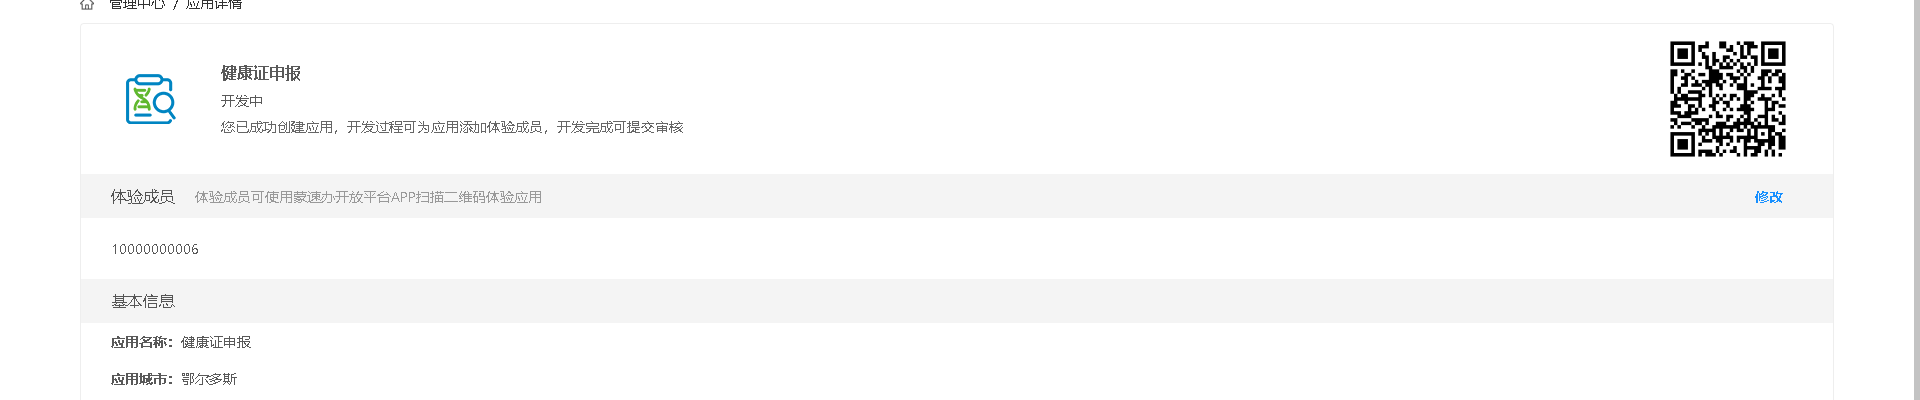 管理中心 / 应用详情
健康证申报
开发中
您已成功创建应用，开发过程可为应用添加体验成员，开发完成可提交审核
体验成员 体验成员可使用蒙速办开放平台APP扫描二维码体验应用 修改
10000000006
基本信息
应用名称：健康证申报
应用城市：鄂尔多斯